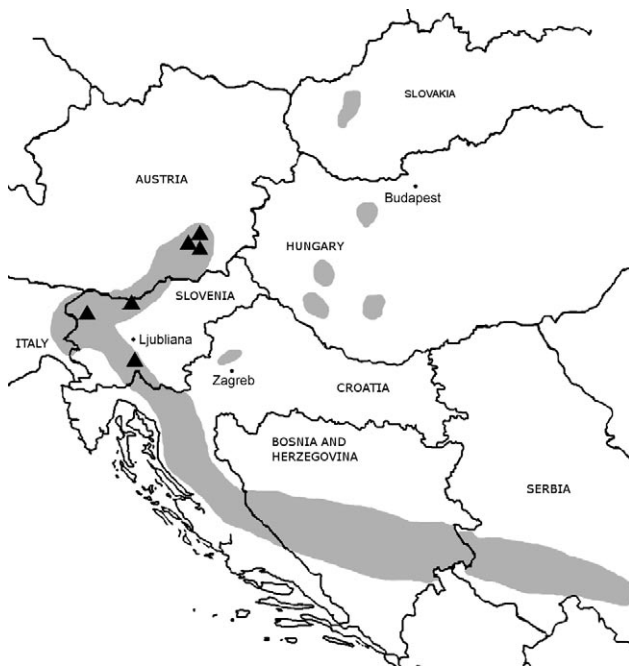 SLOVAKIA
AUSTRIA
Budapest
HUNGARY
SLOVENIA
Ljubliana
ITALY
Zagreb
CROATIA
BOSNIA AND
HERZEGOVINA
SERBIA